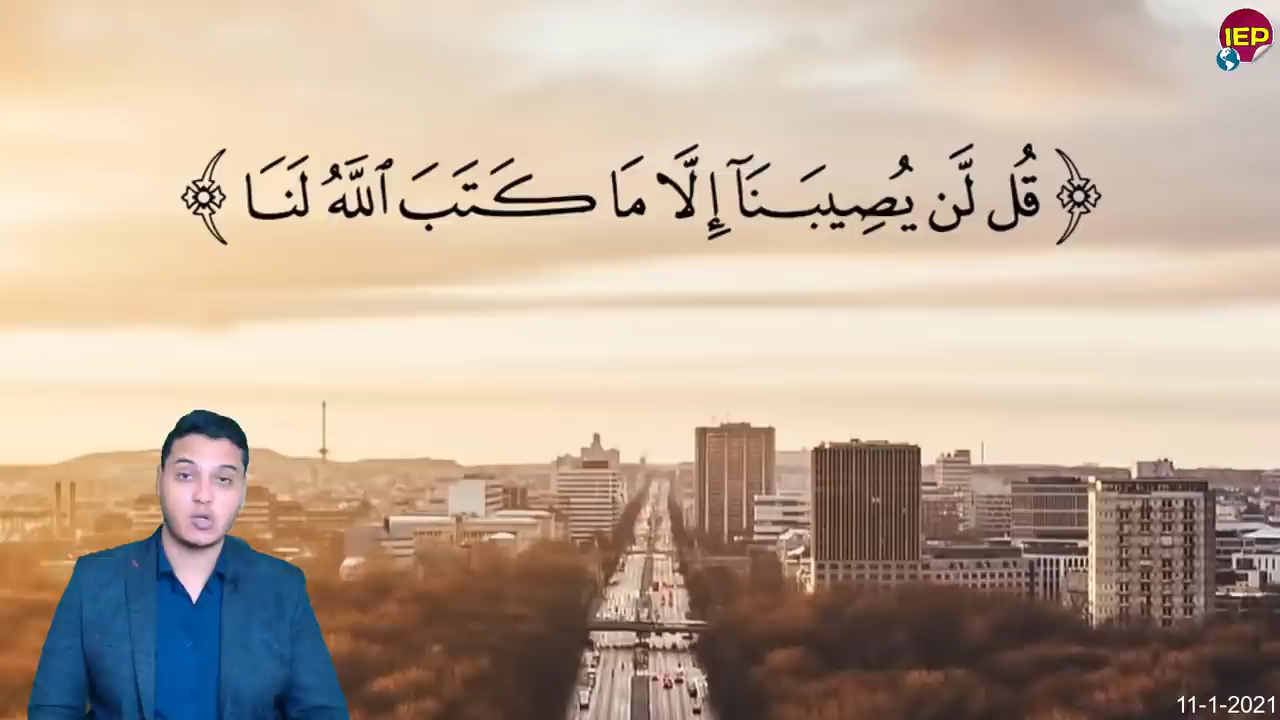 IEP
﴿ قُل لَّن يُصِيبَنَآ إِلَّا مَا كَتَبَ ٱللَّهُ لَنَا ﴾
11-1-2021